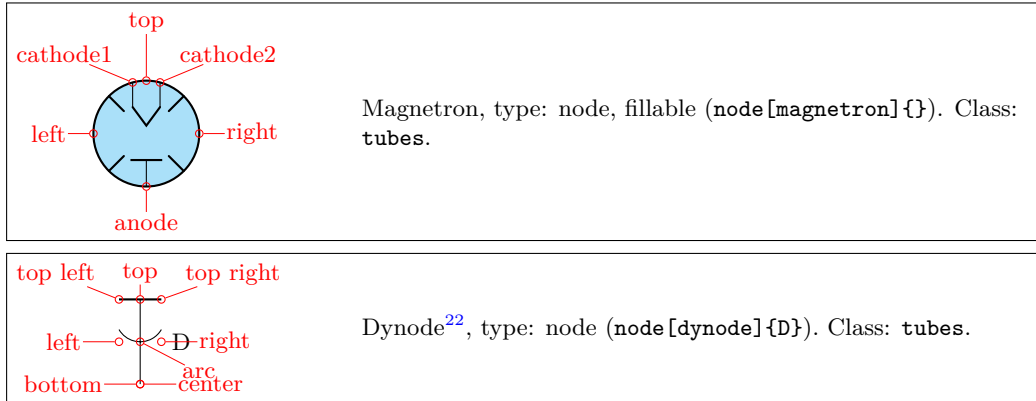 top
cathode1 cathode2
left right
anode
Magnetron, type: node, fillable (node[magnetron]{}). Class:
tubes.
top left top top right
left D right
arc
bottom center
Dynode22, type: node (node[dynode]{D}). Class: tubes.